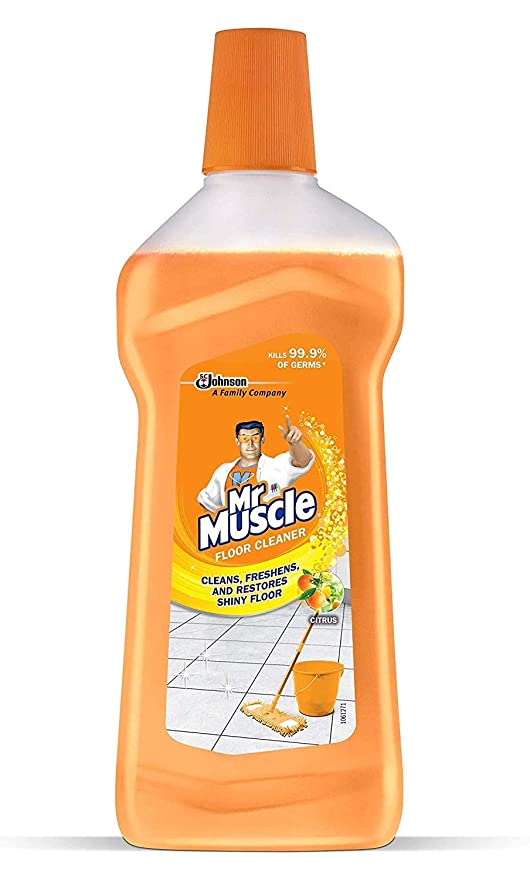 KILLS 99.9%
OF GERMS*
SC Johnson
A Family Company
Mr
Muscle
FLOOR CLEANER
CLEANS, FRESHENS,
AND RESTORES
SHINY FLOOR
CITRUS
1061271